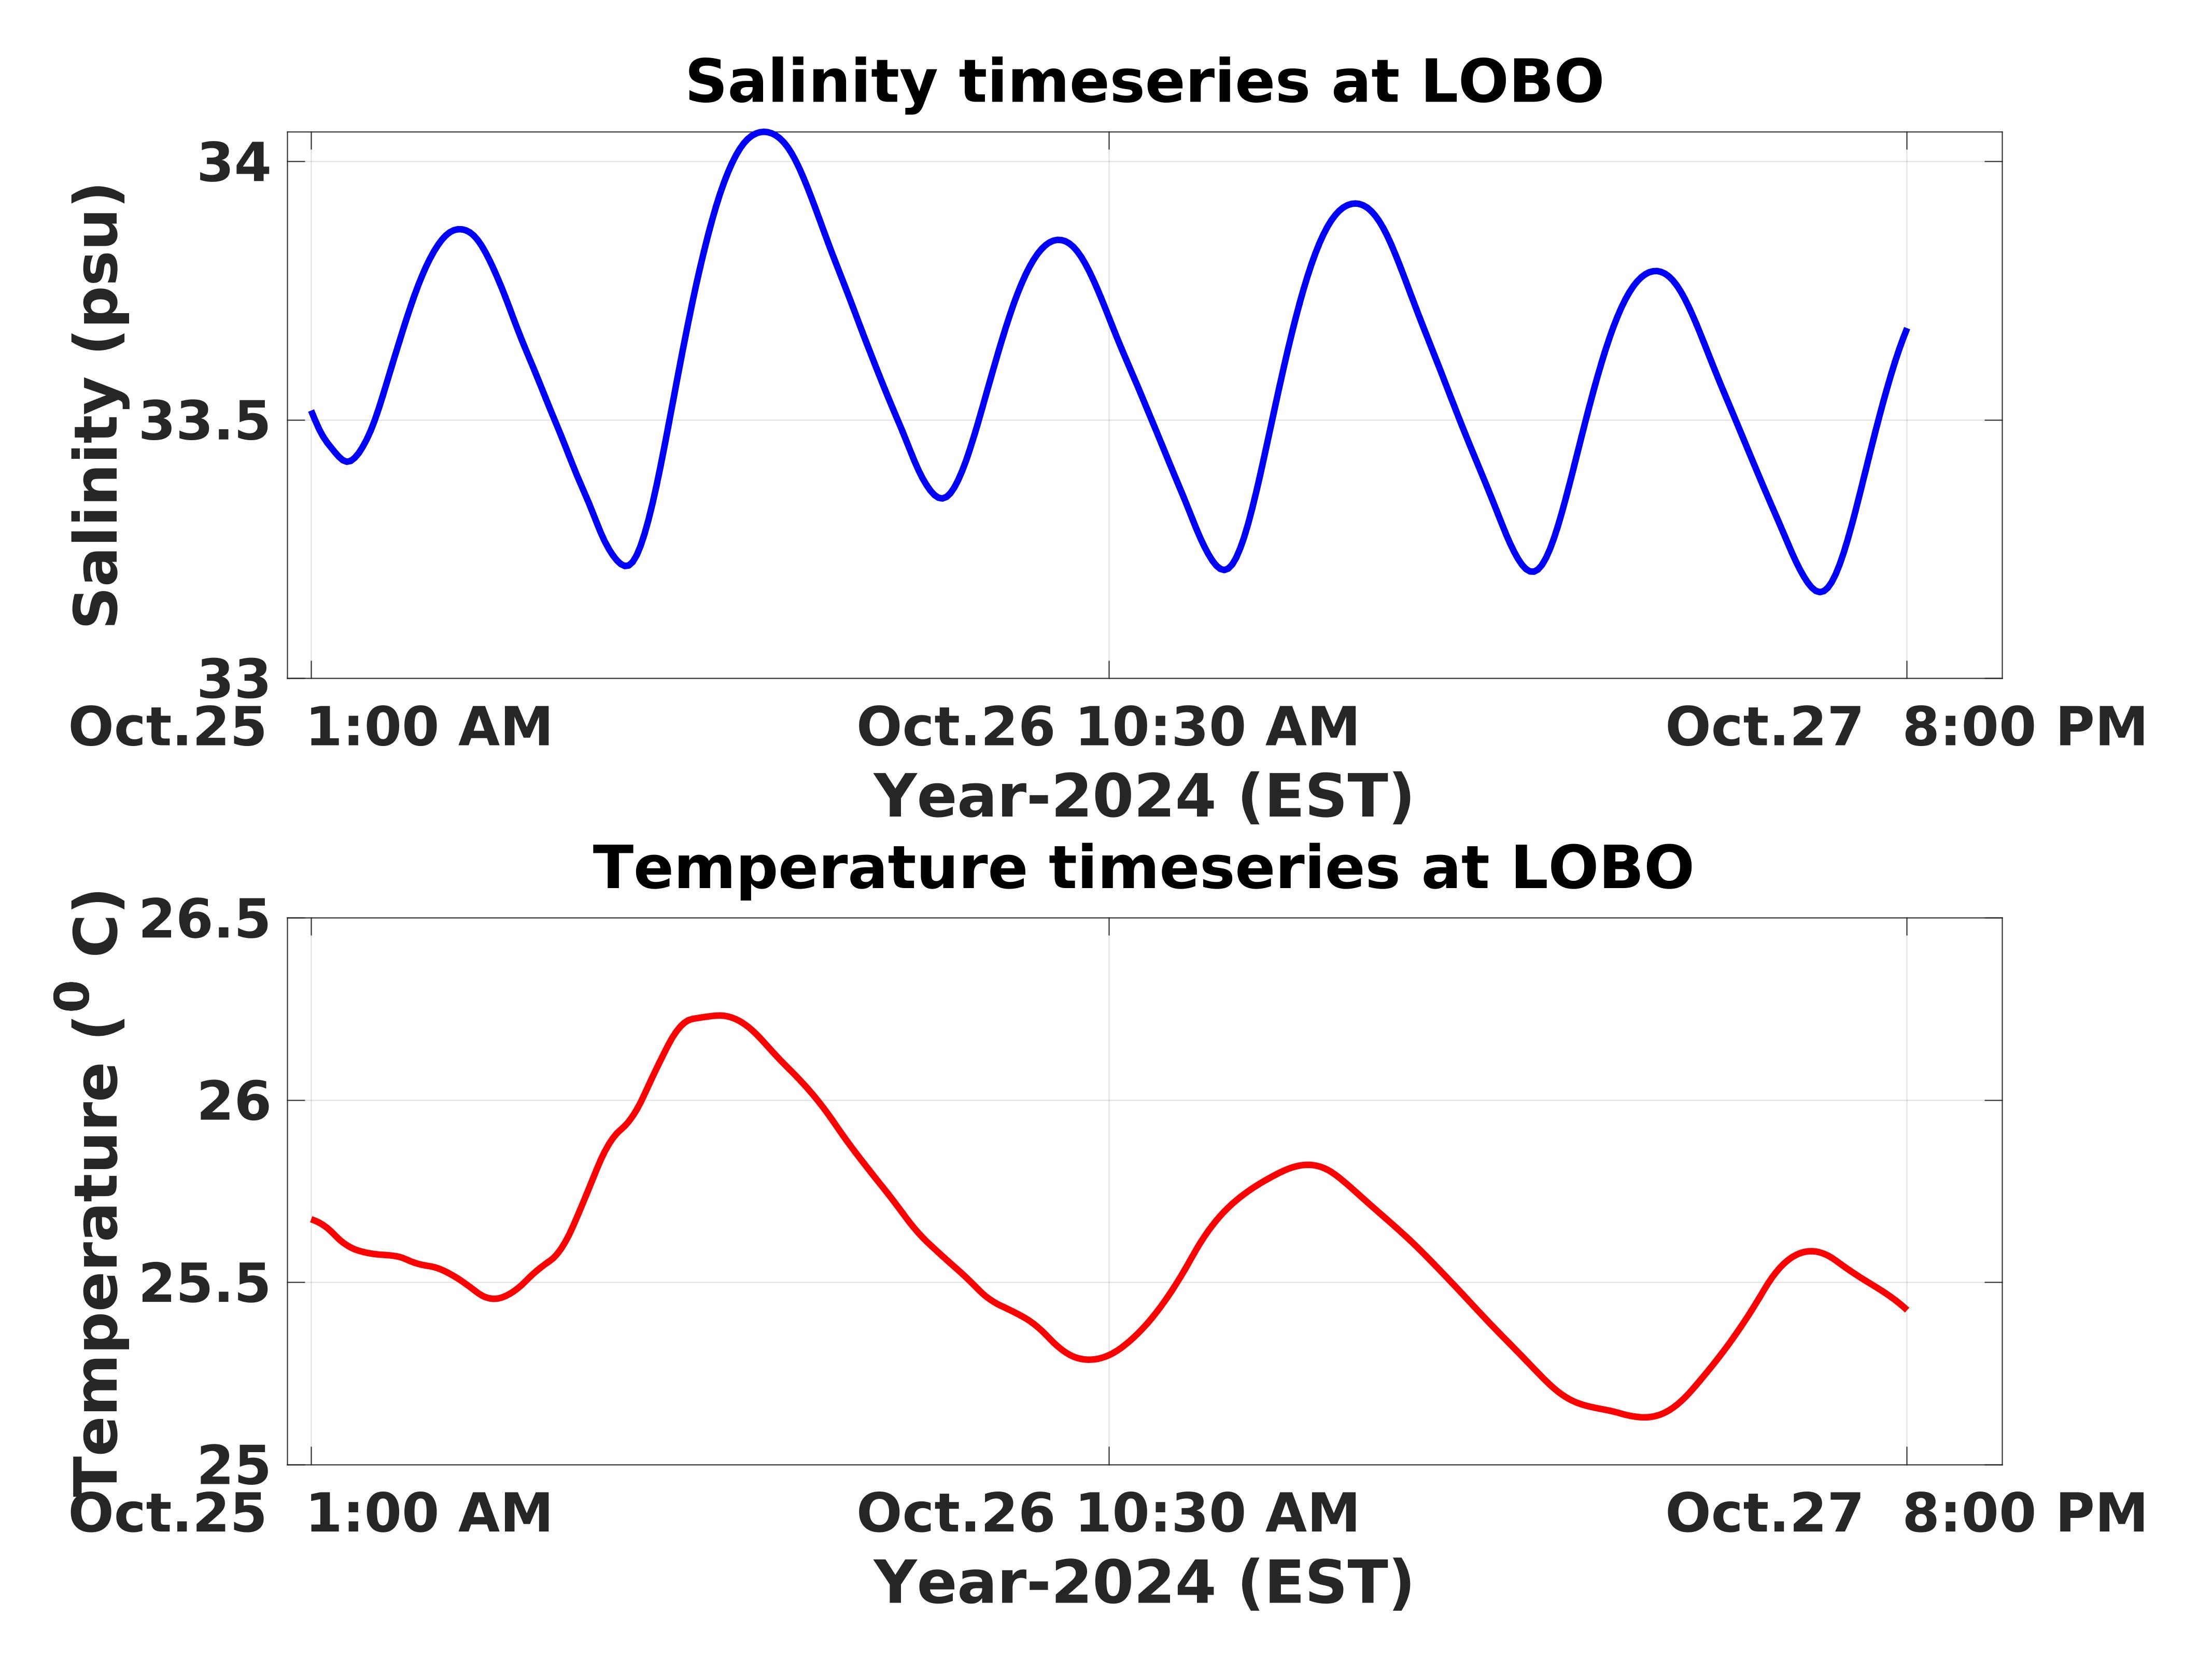 Salinity timeseries at LOBO
Salinity (psu)
34
33.5
33
Oct.25 1:00 AM Oct.26 10:30 AM Oct.27 8:00 PM
Year-2024 (EST)
Temperature timeseries at LOBO
Temperature (⁰ C)
26.5
26
25.5
25
Oct.25 1:00 AM Oct.26 10:30 AM Oct.27 8:00 PM
Year-2024 (EST)